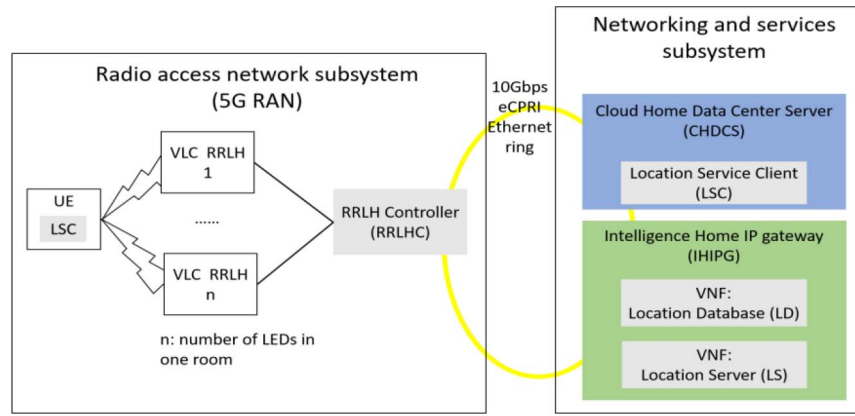 Radio access network subsystem
(5G RAN)
UE
LSC
VLC RRLH
1
......
VLC RRLH
n
n: number of LEDs in
one room
RRLH Controller
(RRLHC)
10Gbps
eCPRI
Ethernet
ring
Networking and services
subsystem
Cloud Home Data Center Server
(CHDCS)
Location Service Client
(LSC)
Intelligence Home IP gateway
(IHIPG)
VNF:
Location Database (LD)
VNF:
Location Server (LS)